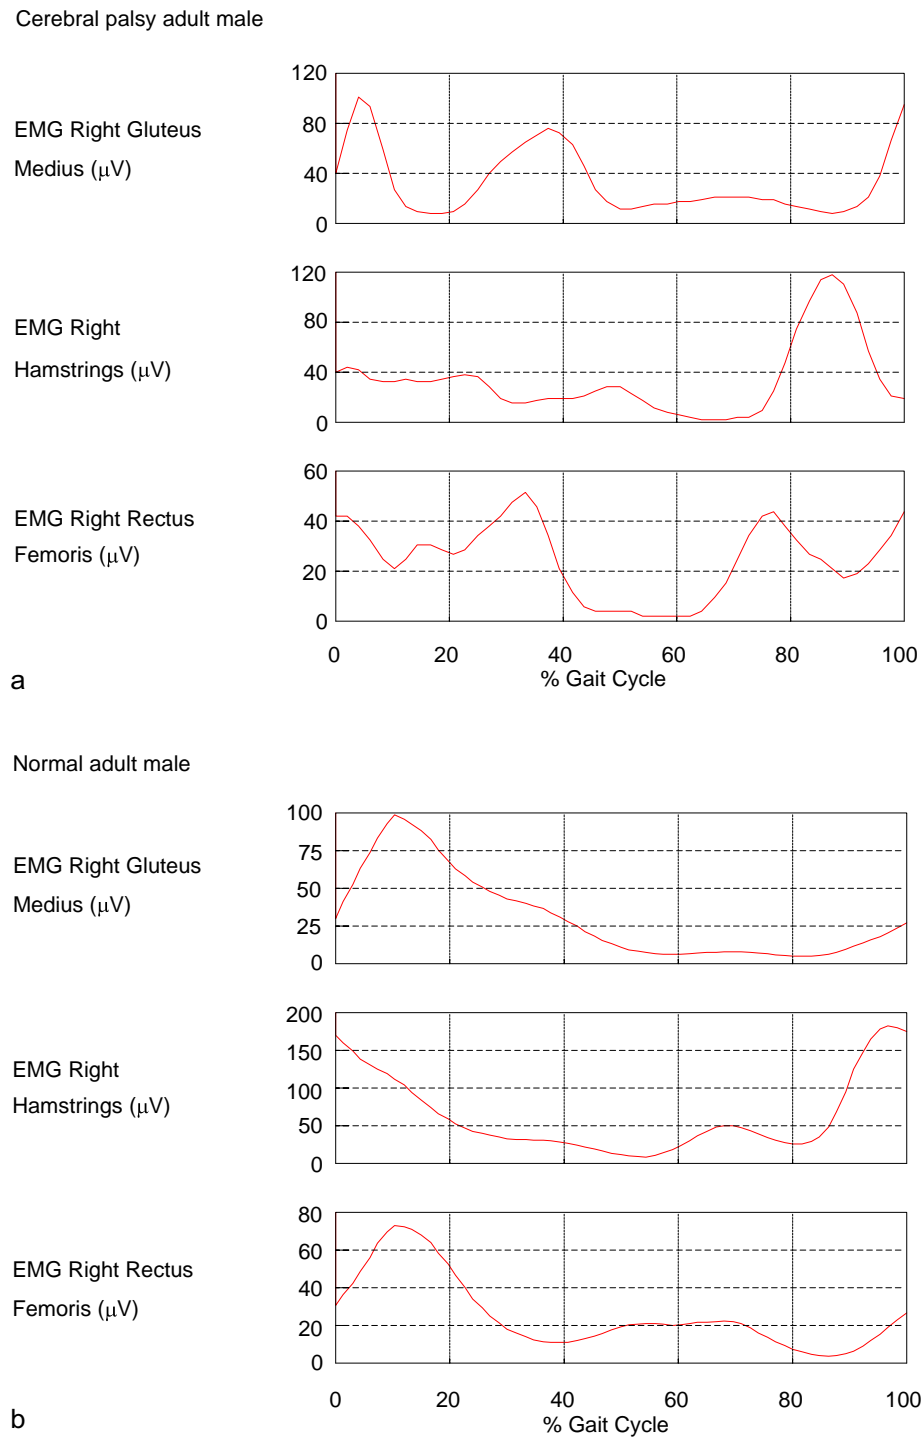 Cerebral palsy adult male
EMG Right Gluteus
Medius (μV)
120
80
40
0
EMG Right
Hamstrings (μV)
120
80
40
0
EMG Right Rectus
Femoris (μV)
60
40
20
0
0 20 40 60 80 100
% Gait Cycle
a
Normal adult male
EMG Right Gluteus
Medius (μV)
100
75
50
25
0
EMG Right
Hamstrings (μV)
200
150
100
50
0
EMG Right Rectus
Femoris (μV)
80
60
40
20
0
0 20 40 60 80 100
% Gait Cycle
b